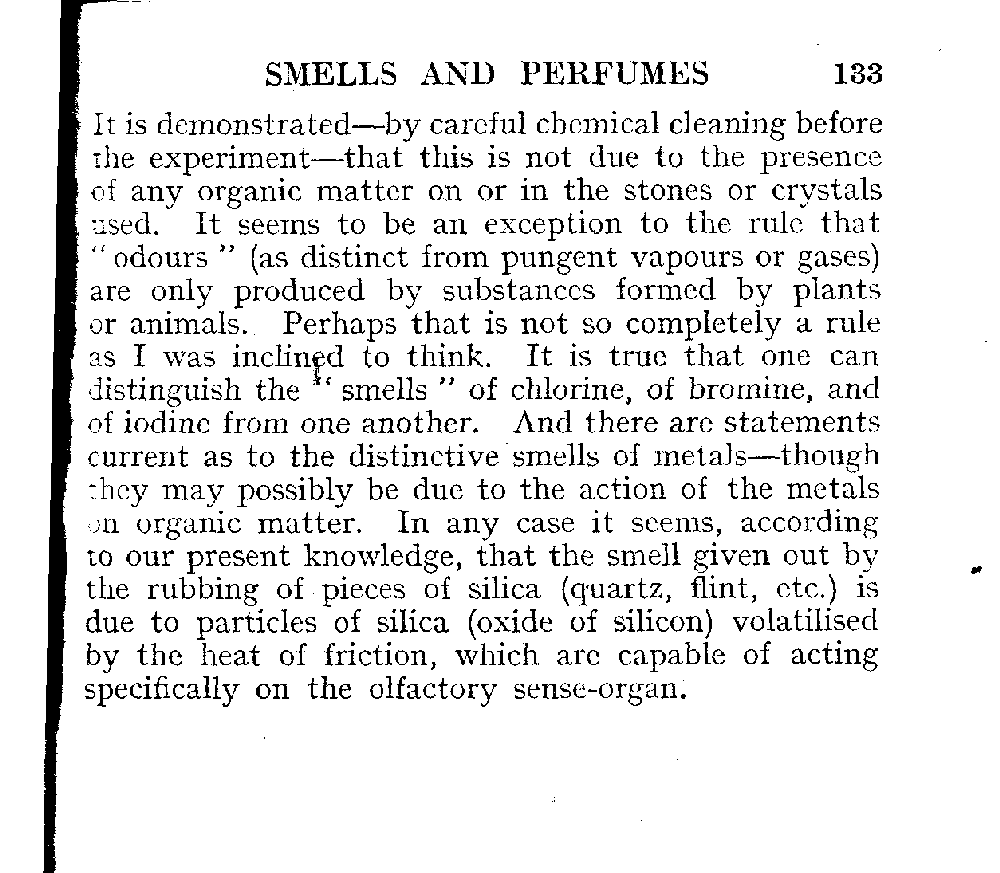 SMELLS AND PERFUMES 133
It is demonstrated—by careful chemical cleaning before
the experiment—that this is not due to the presence
of any organic matter on or in the stones or crystals
used. It seems to be an exception to the rule that
“ odours ” (as distinct from pungent vapours or gases)
are only produced by substances formed by plants
or animals. Perhaps that is not so completely a rule
as I was inclined to think. It is true that one can
distinguish the “ smells ” of chlorine, of bromine, and
of iodine from one another. And there are statements
current as to the distinctive smells of metals—though
they may possibly be due to the action of the metals
on organic matter. In any case it seems, according
to our present knowledge, that the smell given out by
the rubbing of pieces of silica (quartz, flint, etc.) is
due to particles of silica (oxide of silicon) volatilised
by the heat of friction, which are capable of acting
specifically on the olfactory sense-organ.